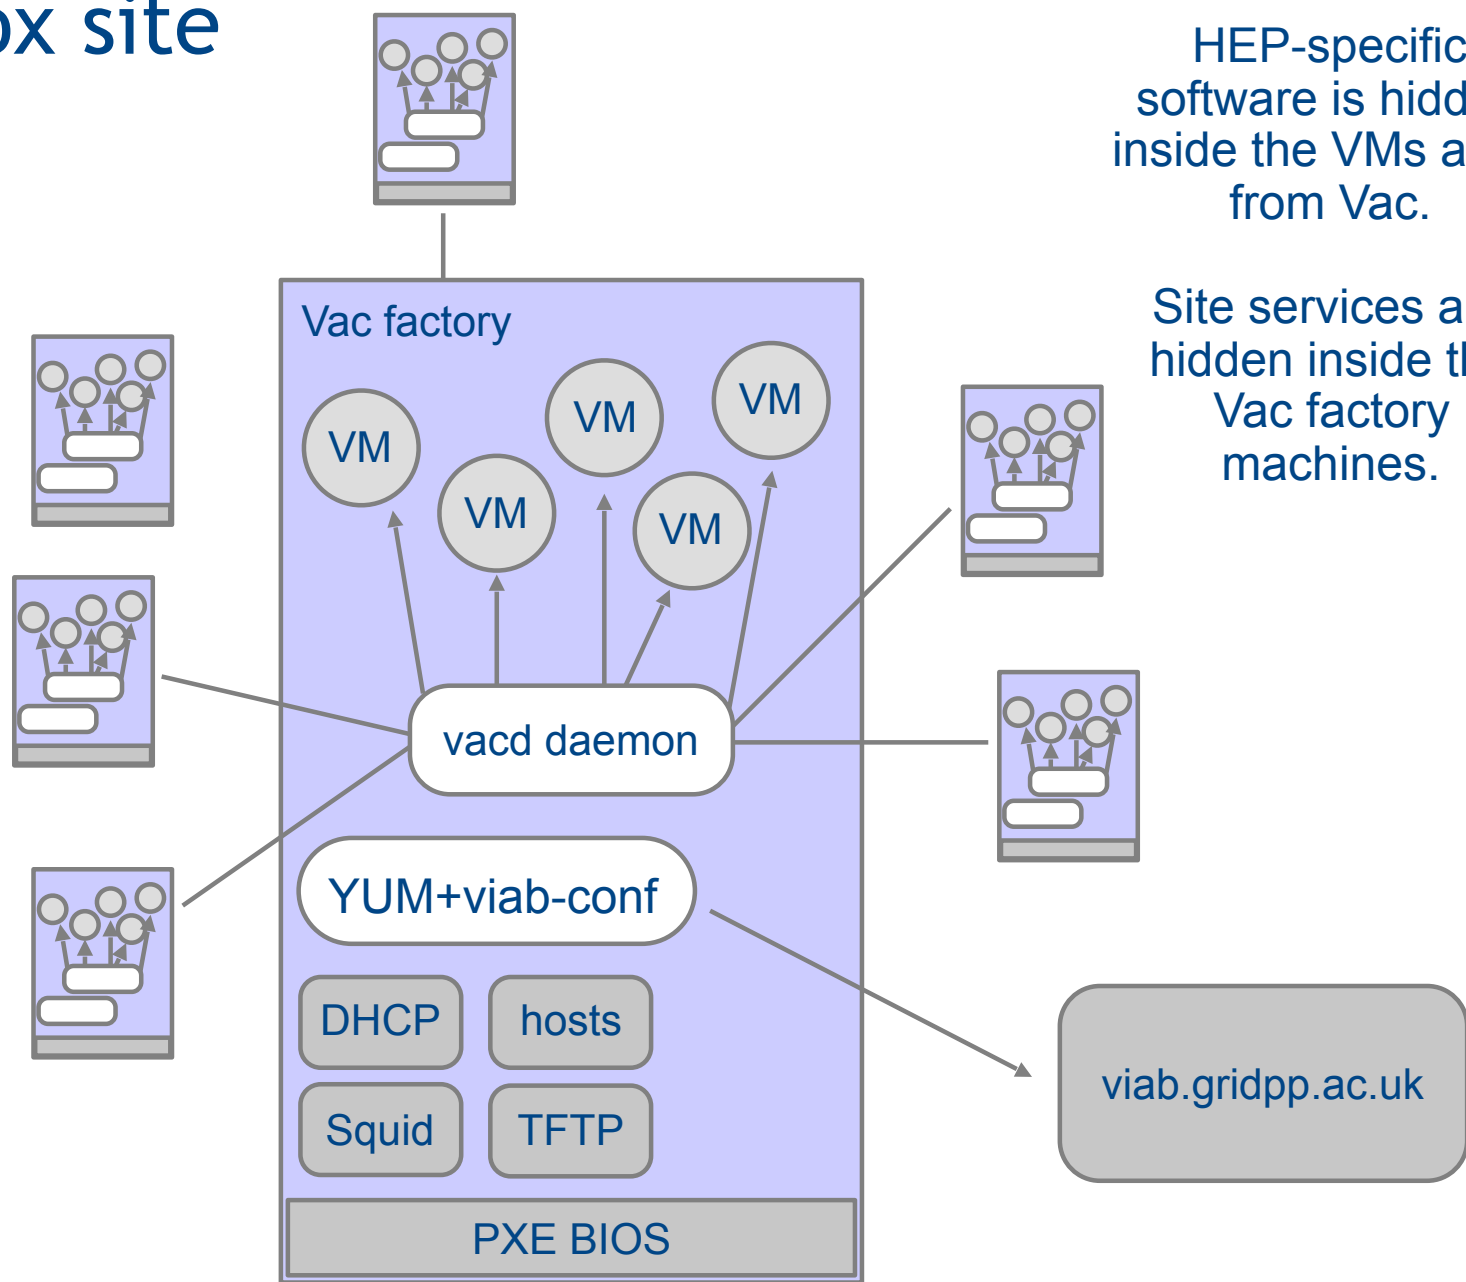 ox site
HEP-specific
software is hidd
inside the VMs a
from Vac.
Site services a
hidden inside th
Vac factory
machines.
Vac factory
VM
VM
VM
VM
VM
vacd daemon
YUM+viab-conf
DHCP
hosts
Squid
TFTP
PXE BIOS
viab.gridpp.ac.uk